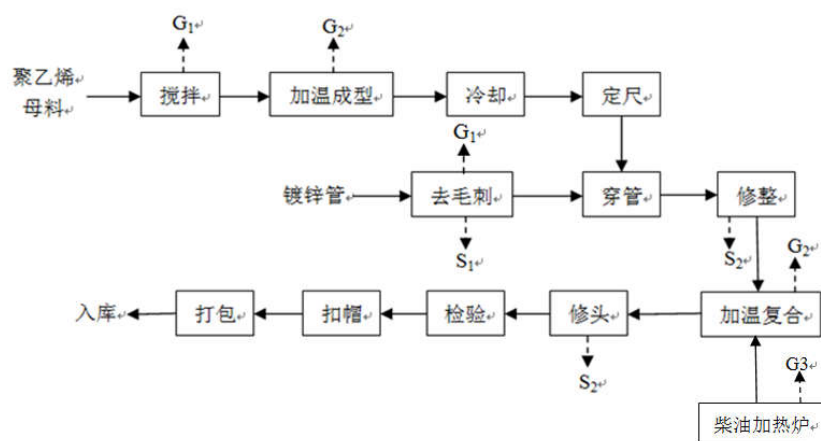 G₁
G₂
聚乙烯
母料
搅拌
加温成型
冷却
定尺
G₁
镀锌管
去毛刺
穿管
修整
S₁
S₂
G₂
入库
打包
扣帽
检验
修头
加温复合
S₂
G3
柴油加热炉